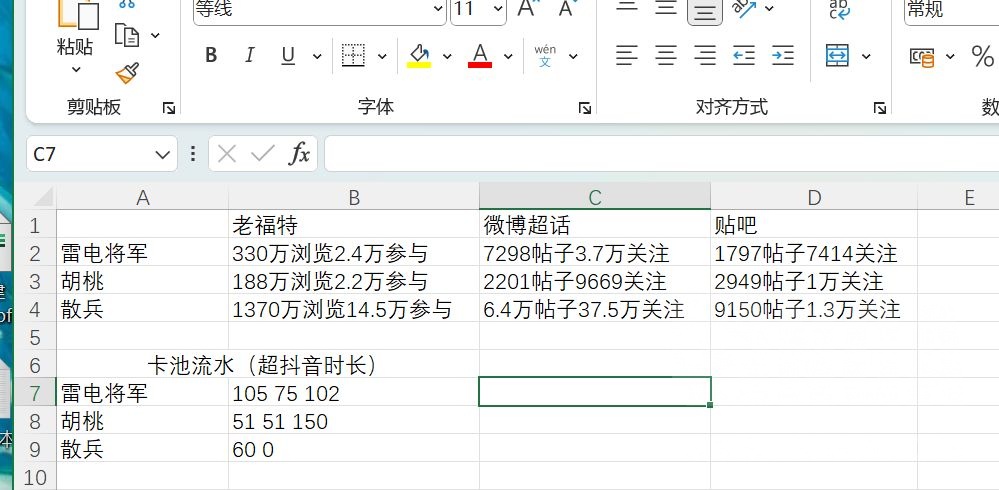 等线 11 A A ab 常规
粘贴 B I U A wén 文 %
剪贴板 字体 对齐方式 数
C7 fx
A B C D E
1 老福特 微博超话 贴吧
2 雷电将军 330万浏览2.4万参与 7298帖子3.7万关注 1797帖子7414关注
3 胡桃 188万浏览2.2万参与 2201帖子9669关注 2949帖子1万关注
4 散兵 1370万浏览14.5万参与 6.4万帖子37.5万关注 9150帖子1.3万关注
5
6 卡池流水（超抖音时长）
7 雷电将军 105 75 102
8 胡桃 51 51 150
9 散兵 60 0
10